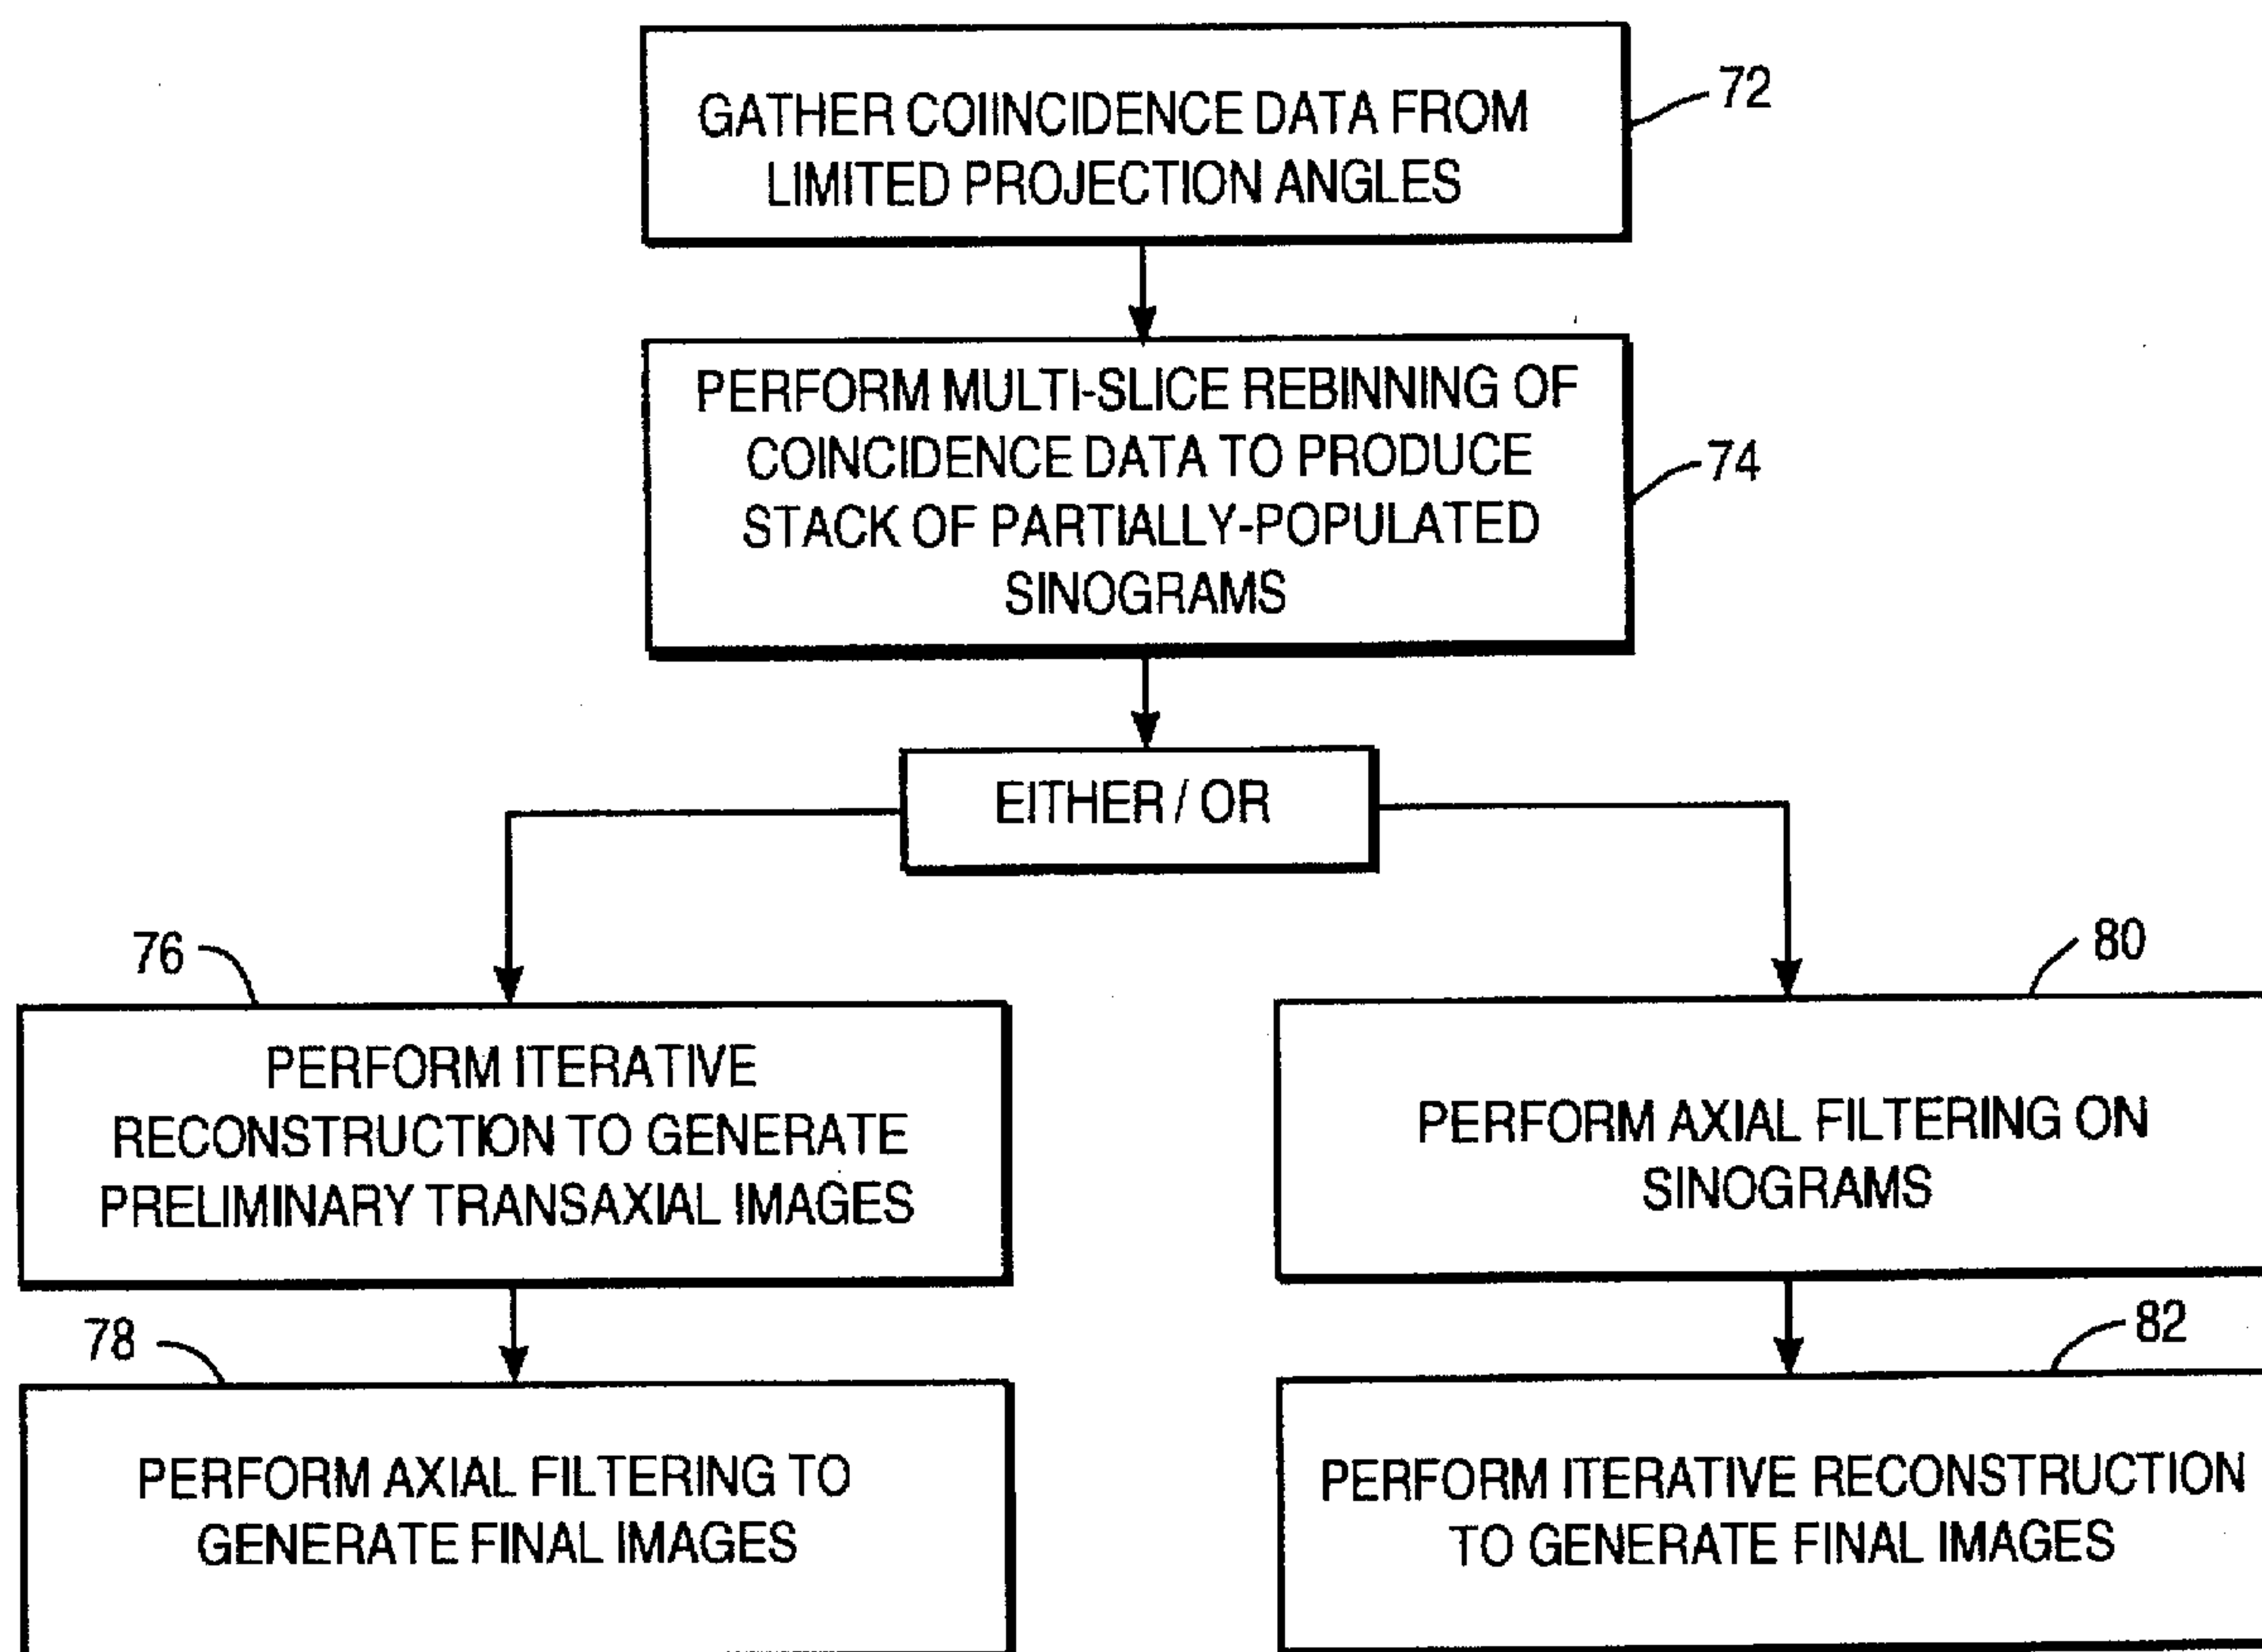 GATHER COIINCIDENCE DATA FROM
LIMITED PROJECTION ANGLES
72
PERFORM MULTI-SLICE REBINNING OF
COINCIDENCE DATA TO PRODUCE
STACK OF PARTIALLY-POPULATED
SINOGRAMS
74
EITHER / OR
76
PERFORM ITERATIVE
RECONSTRUCTION TO GENERATE
PRELIMINARY TRANSAXIAL IMAGES
80
PERFORM AXIAL FILTERING ON
SINOGRAMS
78
PERFORM AXIAL FILTERING TO
GENERATE FINAL IMAGES
82
PERFORM ITERATIVE RECONSTRUCTION
TO GENERATE FINAL IMAGES